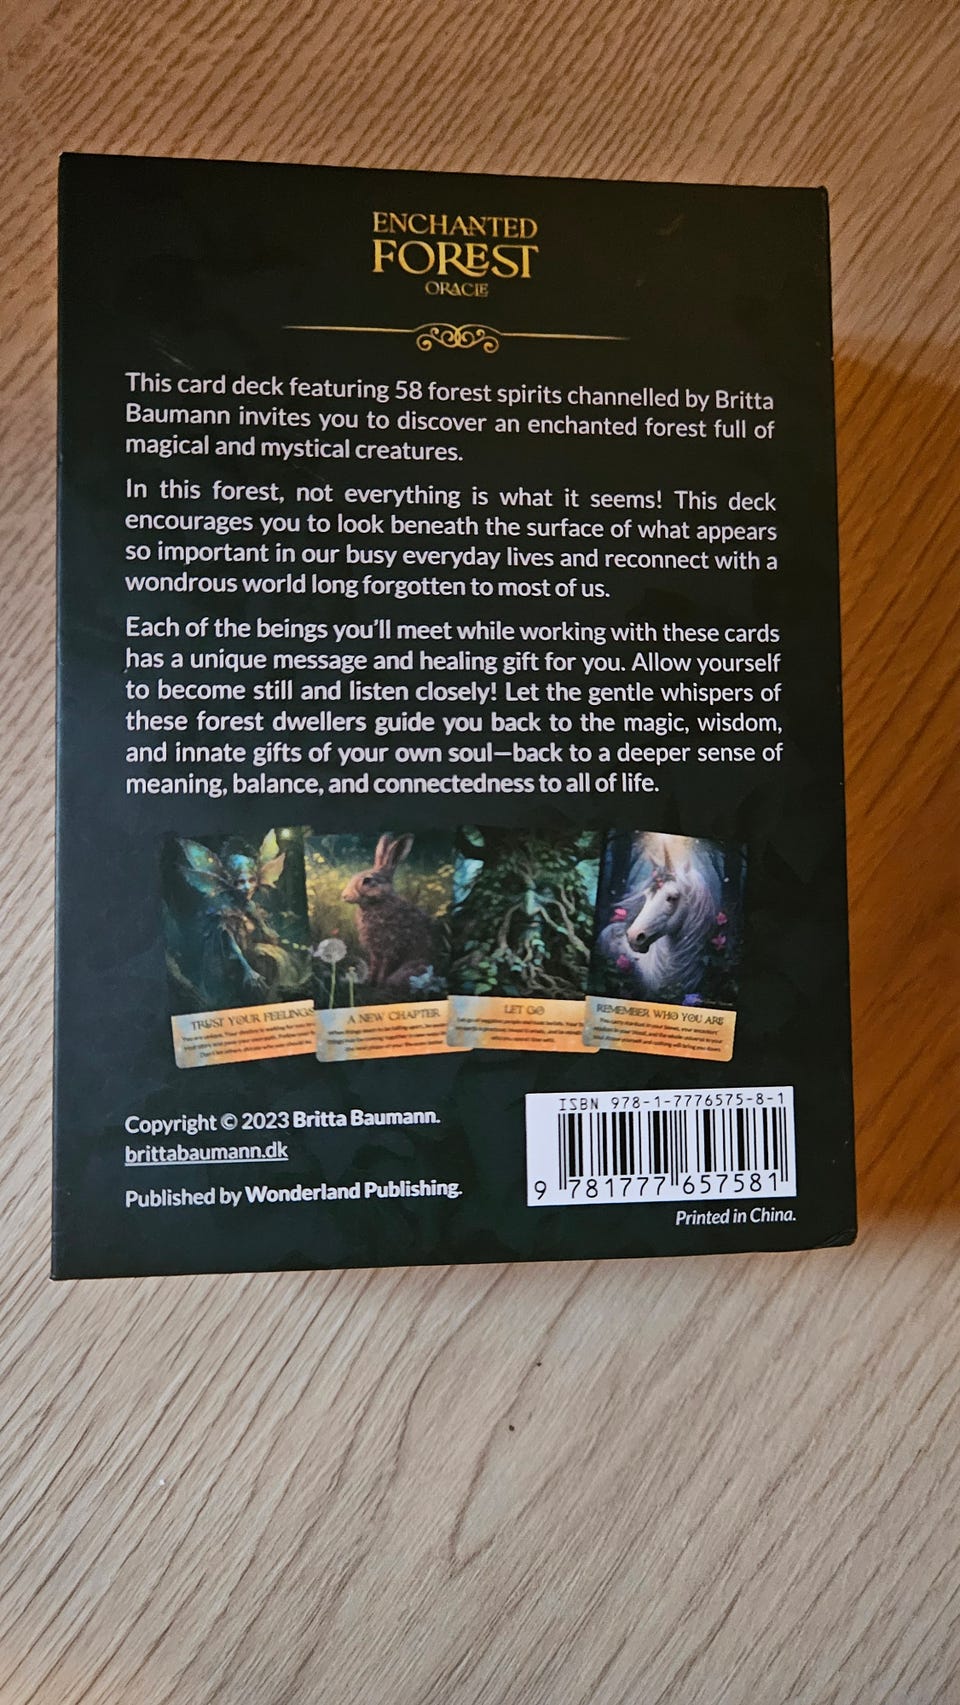 ENCHANTED
FOREST
ORACLE
This card deck featuring 58 forest spirits channelled by Britta
Baumann invites you to discover an enchanted forest full of
magical and mystical creatures.
In this forest, not everything is what it seems! This deck
encourages you to look beneath the surface of what appears
so important in our busy everyday lives and reconnect with a
wondrous world long forgotten to most of us.
Each of the beings you'll meet while working with these cards
has a unique message and healing gift for you. Allow yourself
to become still and listen closely! Let the gentle whispers of
these forest dwellers guide you back to the magic, wisdom,
and innate gifts of your own soul—back to a deeper sense of
meaning, balance, and connectedness to all of life.
TRUST YOUR FEELINGS
A NEW CHAPTER
LET GO
REMEMBER WHO YOU ARE
Copyright © 2023 Britta Baumann.
brittabaumann.dk
Published by Wonderland Publishing.
ISBN 978-1-7776575-8-1
9 781777 657581
Printed in China.